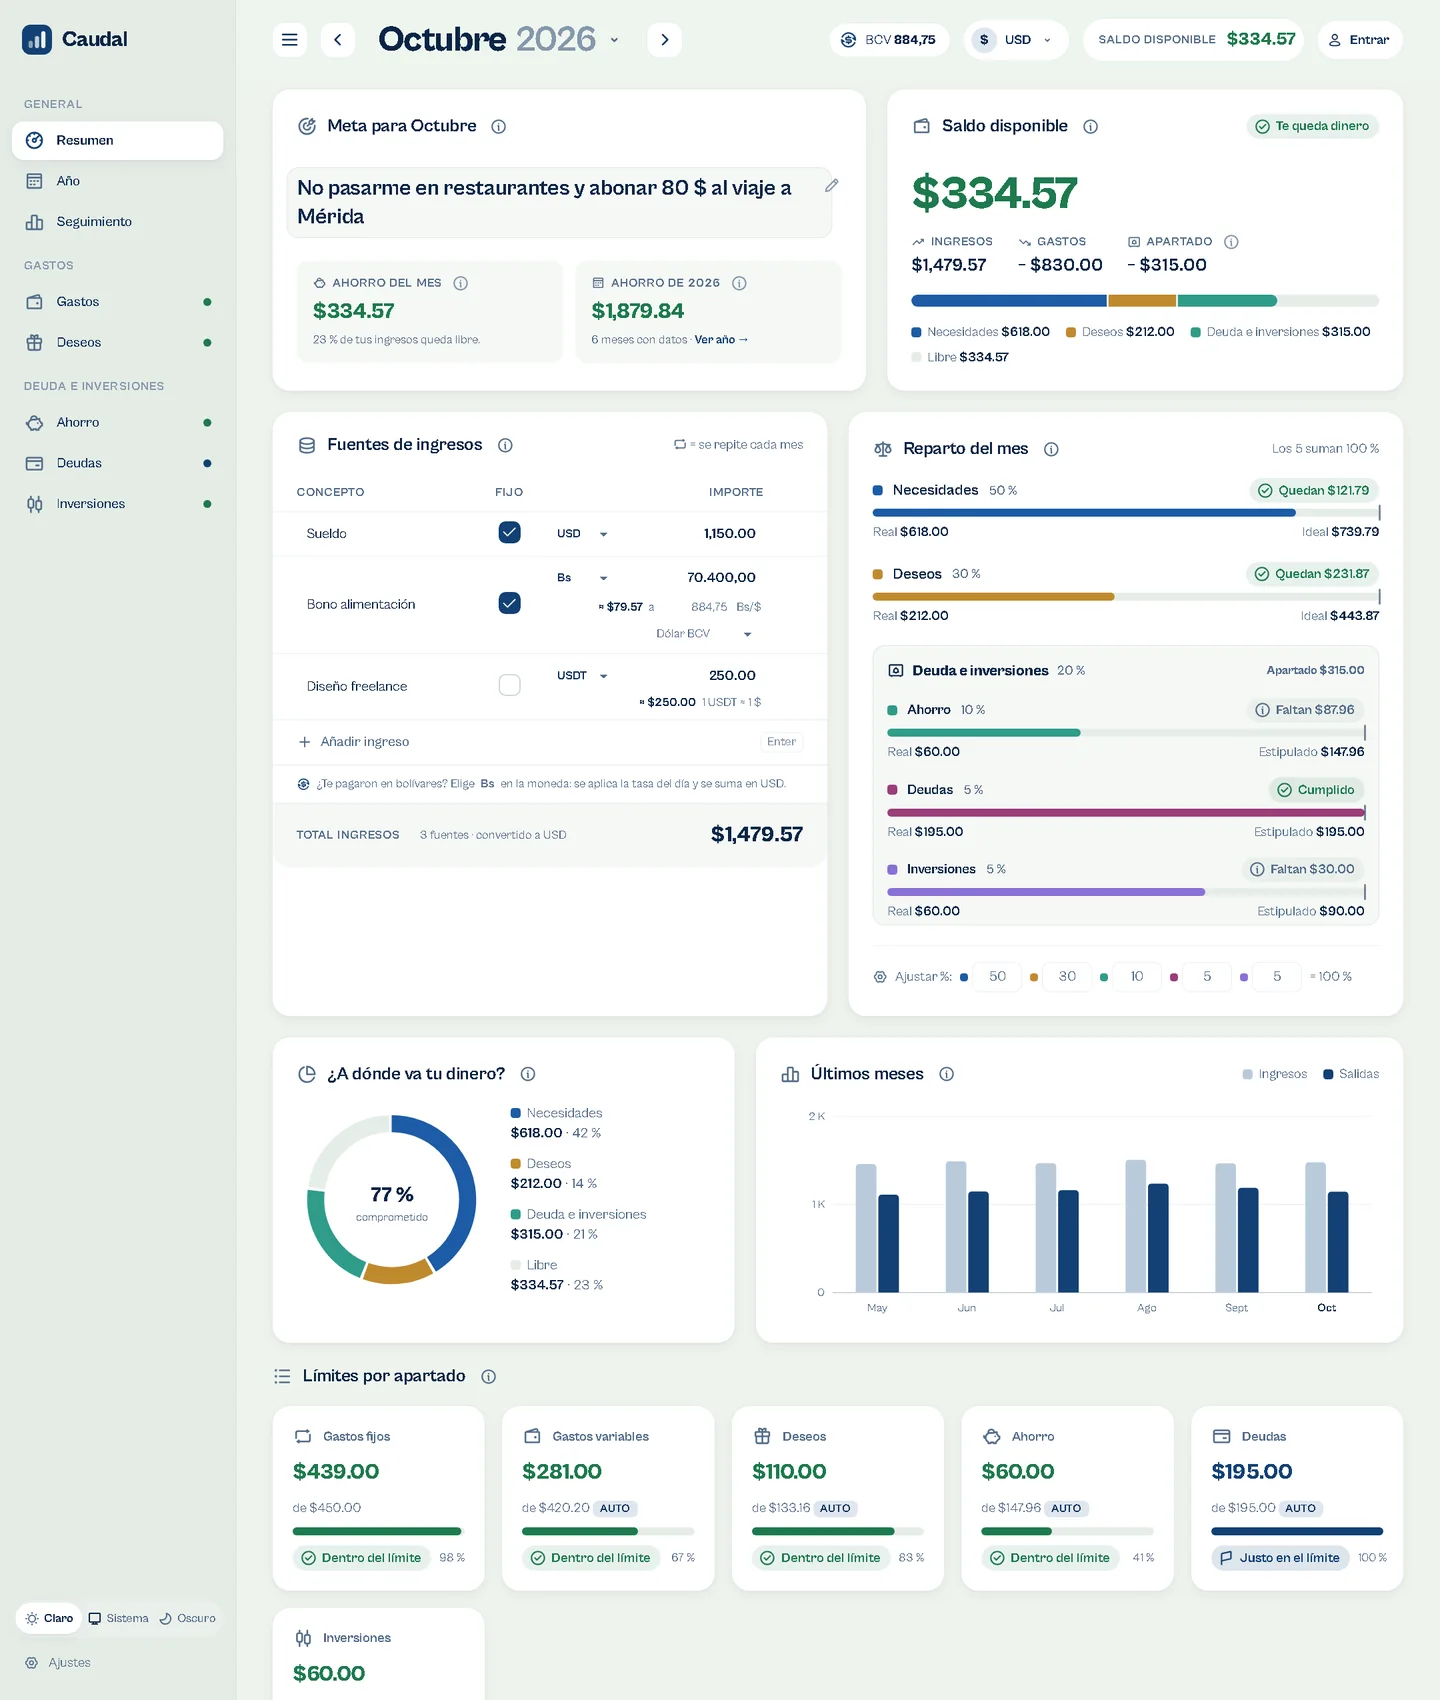 Caudal
GENERAL
Resumen
Año
Seguimiento
GASTOS
Gastos
Deseos
DEUDA E INVERSIONES
Ahorro
Deudas
Inversiones
Claro Sistema Oscuro
Ajustes
Octubre 2026
BCV 884,75
$ USD
SALDO DISPONIBLE $334.57
Entrar
Meta para Octubre
No pasarme en restaurantes y abonar 80 $ al viaje a
Mérida
AHORRO DEL MES
$334.57
23 % de tus ingresos queda libre.
AHORRO DE 2026
$1,879.84
6 meses con datos · Ver año →
Saldo disponible
Te queda dinero
$334.57
INGRESOS GASTOS APARTADO
$1,479.57 − $830.00 − $315.00
Necesidades $618.00 Deseos $212.00 Deuda e inversiones $315.00
Libre $334.57
Fuentes de ingresos
= se repite cada mes
CONCEPTO FIJO IMPORTE
Sueldo USD 1,150.00
Bono alimentación Bs 70.400,00
≈ $79.57 a 884,75 Bs/$
Dólar BCV
Diseño freelance USDT 250.00
≈ $250.00 1 USDT ≈ 1 $
Añadir ingreso Enter
¿Te pagaron en bolívares? Elige Bs en la moneda: se aplica la tasa del día y se suma en USD.
TOTAL INGRESOS 3 fuentes · convertido a USD $1,479.57
Reparto del mes
Los 5 suman 100 %
Necesidades 50 % Quedan $121.79
Real $618.00 Ideal $739.79
Deseos 30 % Quedan $231.87
Real $212.00 Ideal $443.87
Deuda e inversiones 20 % Apartado $315.00
Ahorro 10 % Faltan $87.96
Real $60.00 Estipulado $147.96
Deudas 5 % Cumplido
Real $195.00 Estipulado $195.00
Inversiones 5 % Faltan $30.00
Real $60.00 Estipulado $90.00
Ajustar %: 50 30 10 5 5 = 100 %
¿A dónde va tu dinero?
77 %
comprometido
Necesidades
$618.00 · 42 %
Deseos
$212.00 · 14 %
Deuda e inversiones
$315.00 · 21 %
Libre
$334.57 · 23 %
Últimos meses
Ingresos Salidas
2 K
1 K
0
May Jun Jul Ago Sept Oct
Límites por apartado
Gastos fijos
$439.00
de $450.00
Dentro del límite 98 %
Gastos variables
$281.00
de $420.20 AUTO
Dentro del límite 67 %
Deseos
$110.00
de $133.16 AUTO
Dentro del límite 83 %
Ahorro
$60.00
de $147.96 AUTO
Dentro del límite 41 %
Deudas
$195.00
de $195.00 AUTO
Justo en el límite 100 %
Inversiones
$60.00